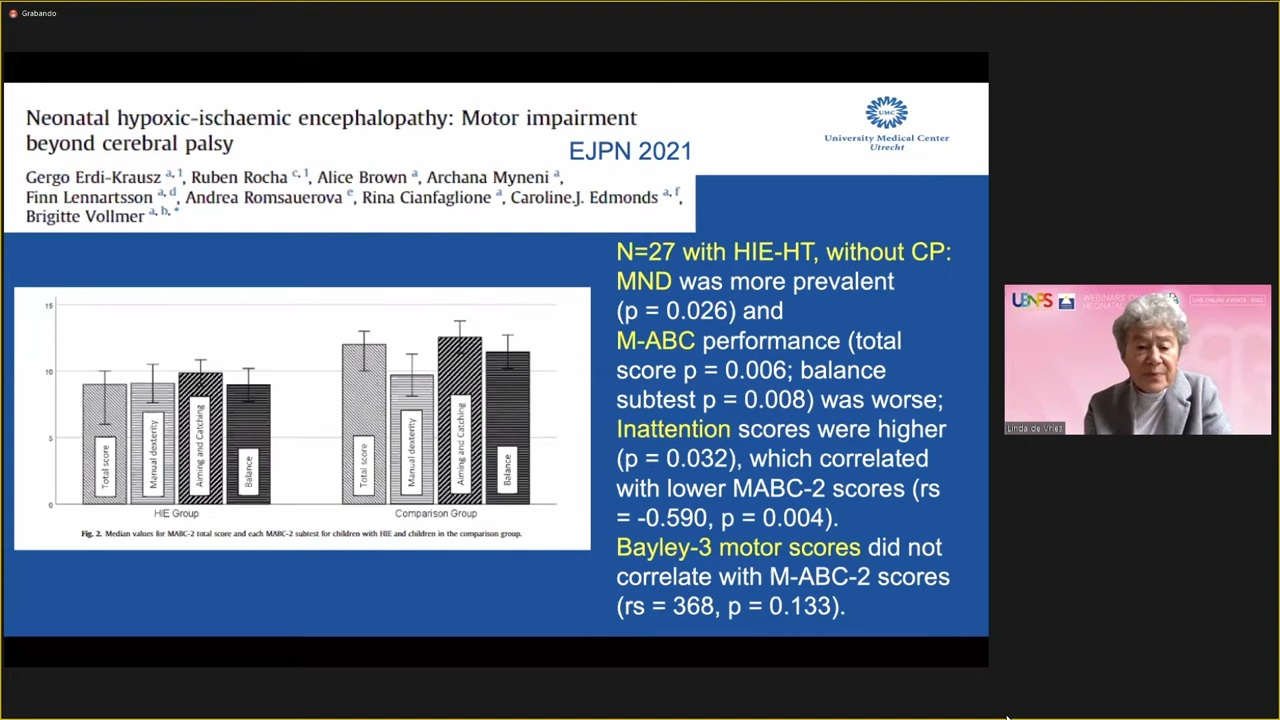 Grabando
Neonatal hypoxic-ischaemic encephalopathy: Motor impairment
beyond cerebral palsy
EJPN 2021
Gergo Erdi-Krausz a,1, Ruben Rocha c,1, Alice Brown a, Archana Myneni a,
Finn Lennartsson a,d, Andrea Romsauerova e, Rina Cianfaglione a, Caroline.J. Edmonds a,f,
Brigitte Vollmer a,b,*
UMC
University Medical Center
Utrecht
15
10
5
0
Total score
Manual dexterity
Aiming and Catching
Balance
Total score
Manual dexterity
Aiming and Catching
Balance
HIE Group
Comparison Group
Fig. 2. Median values for MABC-2 total score and each MABC-2 subtest for children with HIE and children in the comparison group.
N=27 with HIE-HT, without CP:
MND was more prevalent
(p = 0.026) and
M-ABC performance (total
score p = 0.006; balance
subtest p = 0.008) was worse;
Inattention scores were higher
(p = 0.032), which correlated
with lower MABC-2 scores (rs
= -0.590, p = 0.004).
Bayley-3 motor scores did not
correlate with M-ABC-2 scores
(rs = 368, p = 0.133).
UENPS
WEBINARS
NEONATAL
LIVE ONLINE EVENTS
Linda de Vries